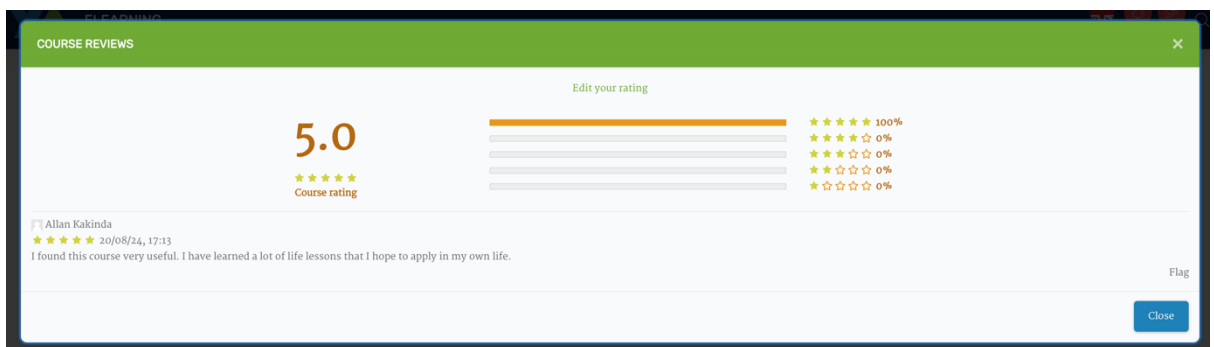 ELEARNING
COURSE REVIEWS
×
Edit your rating
5.0
Course rating
100%
0%
0%
0%
0%
Allan Kakinda
20/08/24, 17:13
I found this course very useful. I have learned a lot of life lessons that I hope to apply in my own life.
Flag
Close